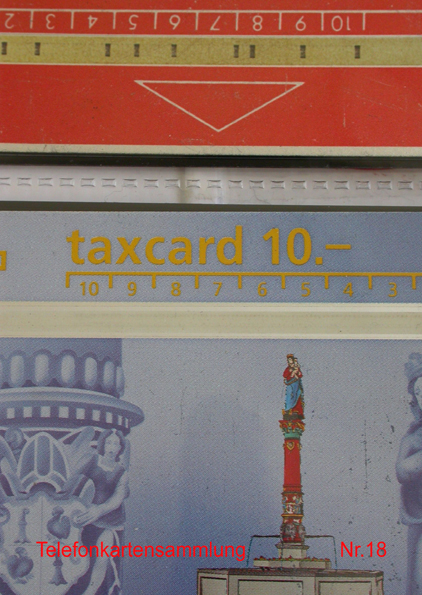 10 | 9 | 8 | 7 | 6 | 5 | 4 | 3 | 2
taxcard 10.–
10 9 8 7 6 5 4 3
Telefonkartensammlung Nr.18